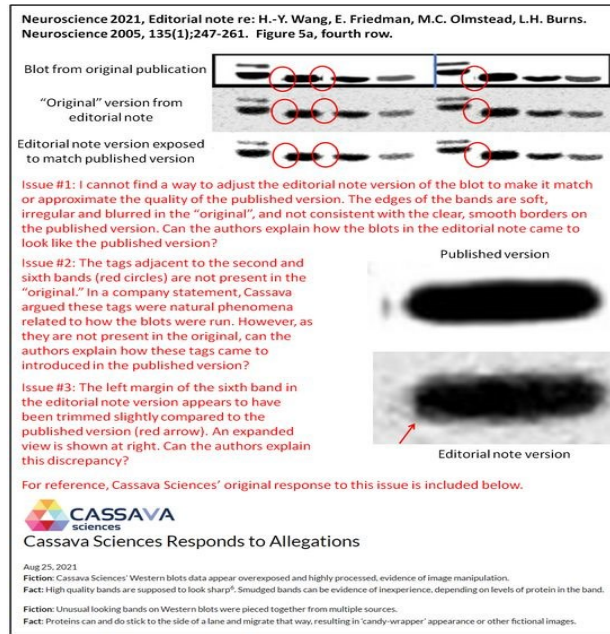 Neuroscience 2021, Editorial note re: H.-Y. Wang, E. Friedman, M.C. Olmstead, L.H. Burns.
Neuroscience 2005, 135(1);247-261. Figure 5a, fourth row.
Blot from original publication
“Original” version from
editorial note
Editorial note version exposed
to match published version
Issue #1: I cannot find a way to adjust the editorial note version of the blot to make it match
or approximate the quality of the published version. The edges of the bands are soft,
irregular and blurred in the “original”, and not consistent with the clear, smooth borders on
the published version. Can the authors explain how the blots in the editorial note came to
look like the published version?
Issue #2: The tags adjacent to the second and
sixth bands (red circles) are not present in the
“original.” In a company statement, Cassava
argued these tags were natural phenomena
related to how the blots were run. However, as
they are not present in the original, can the
authors explain how these tags came to
introduced in the published version?
Issue #3: The left margin of the sixth band in
the editorial note version appears to have
been trimmed slightly compared to the
published version (red arrow). An expanded
view is shown at right. Can the authors explain
this discrepancy?
Published version
Editorial note version
For reference, Cassava Sciences’ original response to this issue is included below.
CASSAVA
sciences
Cassava Sciences Responds to Allegations
Aug 25, 2021
Fiction: Cassava Sciences’ Western blots data appear overexposed and highly processed, evidence of image manipulation.
Fact: High quality bands are supposed to look sharp⁶. Smudged bands can be evidence of inexperience, depending on levels of protein in the band.
Fiction: Unusual looking bands on Western blots were pieced together from multiple sources.
Fact: Proteins can and do stick to the side of a lane and migrate that way, resulting in ‘candy-wrapper’ appearance or other fictional images.